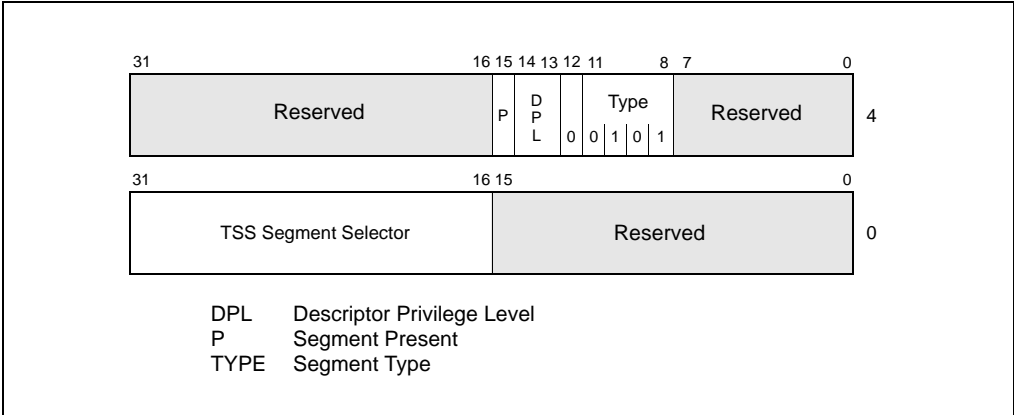 31 16 15 14 13 12 11 8 7 0
Reserved P DPL 0 Type 0 1 0 1 Reserved 4
31 16 15 0
TSS Segment Selector Reserved 0
DPL Descriptor Privilege Level
P Segment Present
TYPE Segment Type